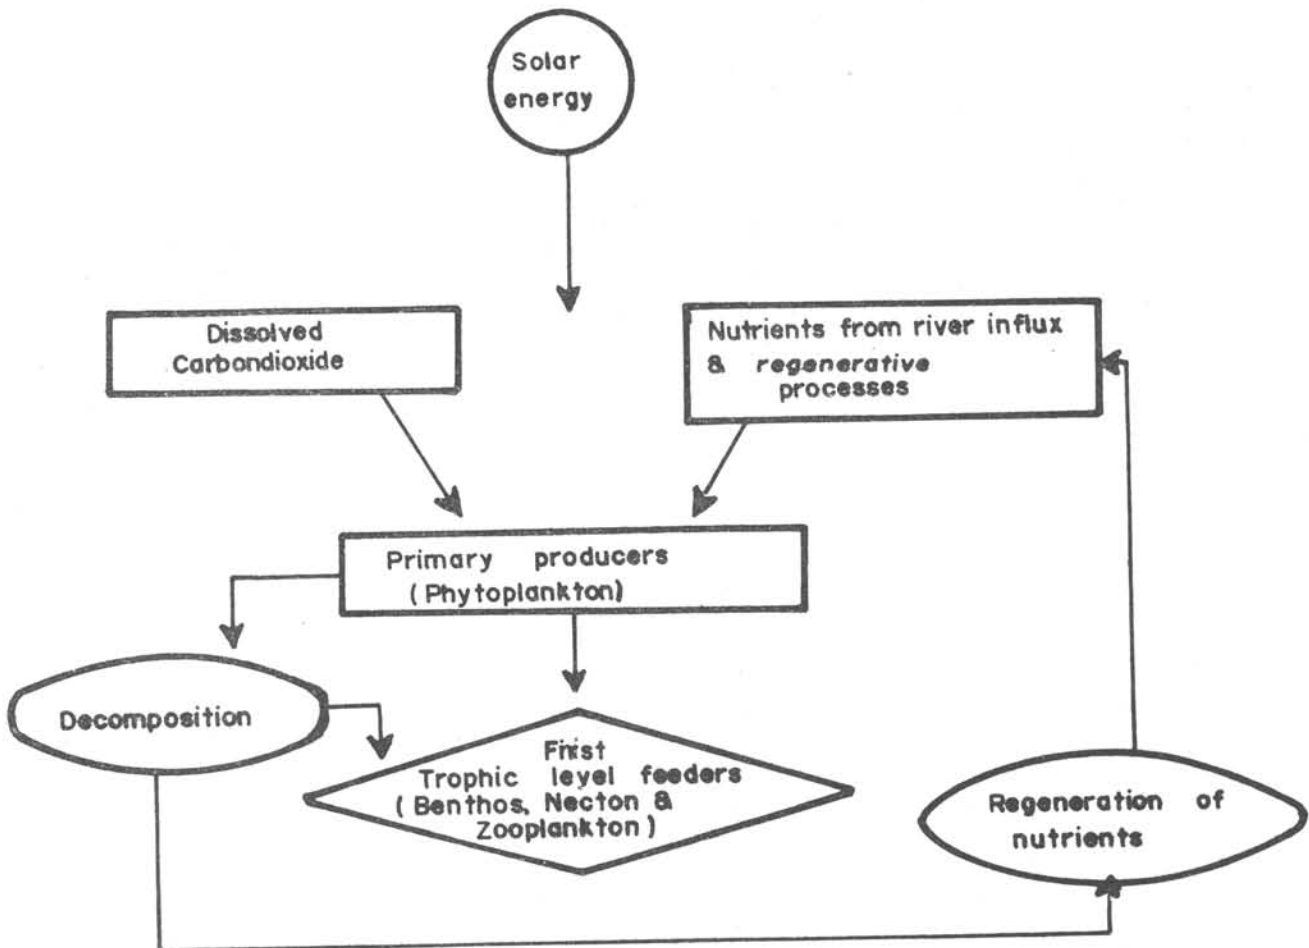 Solar
energy
Dissolved
Carbondioxide
Nutrients from river influx
& regenerative
processes
Primary producers
(Phytoplankton)
Decomposition
First
Trophic level feeders
(Benthos, Necton &
Zooplankton)
Regeneration of
nutrients